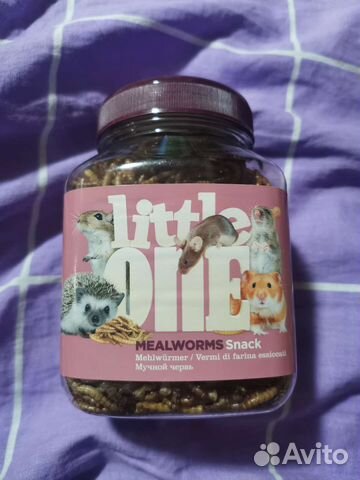 little
ONE
MEALWORMS Snack
Mehlwürmer / Vermi di farina essiccati
Мучной червь
Avito